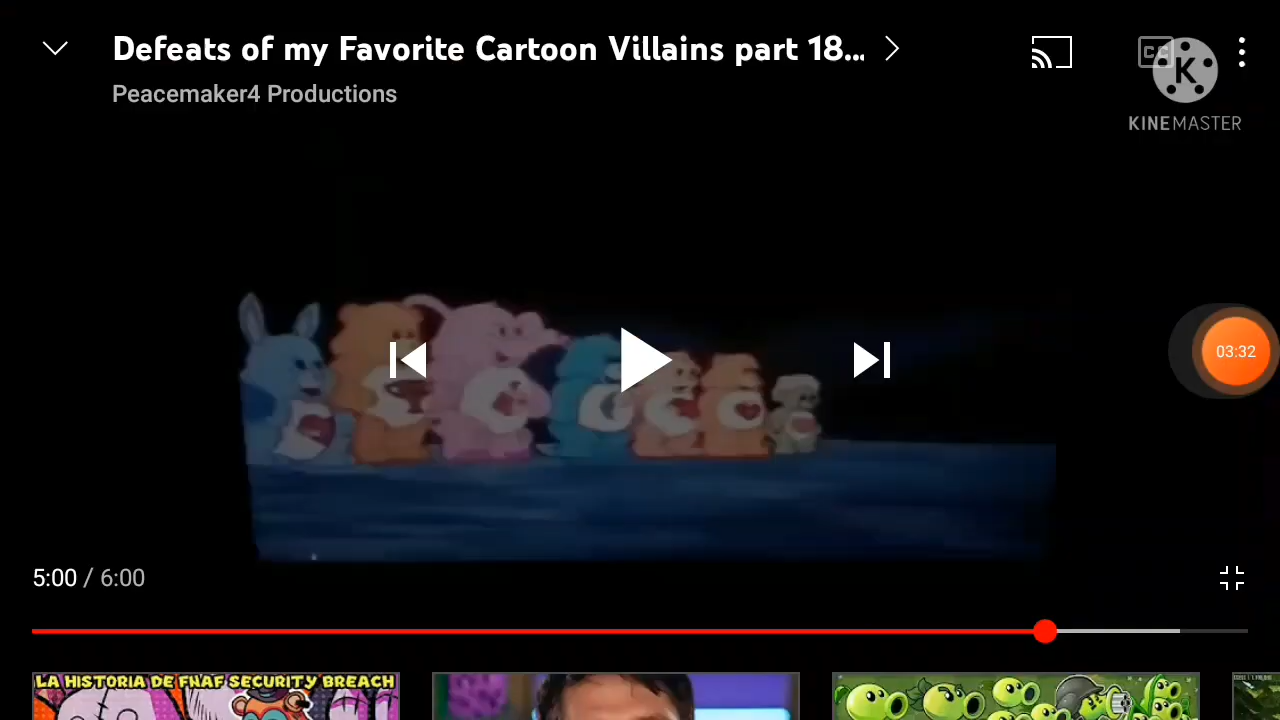 Defeats of my Favorite Cartoon Villains part 18...
Peacemaker4 Productions
CC
K
KINEMASTER
03:32
5:00 / 6:00
LA HISTORIA DE FNAF SECURITY BREACH